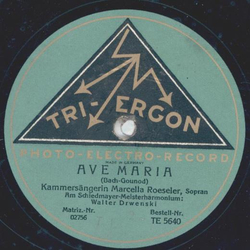 TRI-ERGON
PHOTO-ELECTRO-RECORD
MADE IN GERMANY
AVE MARIA
(Bach-Gounod)
Kammersängerin Marcella Roeseler, Sopran
Am Schiedmayer-Meisterharmonium:
Walter Drwenski
Matriz.-Nr. Bestell-Nr.
02756 TE 5640